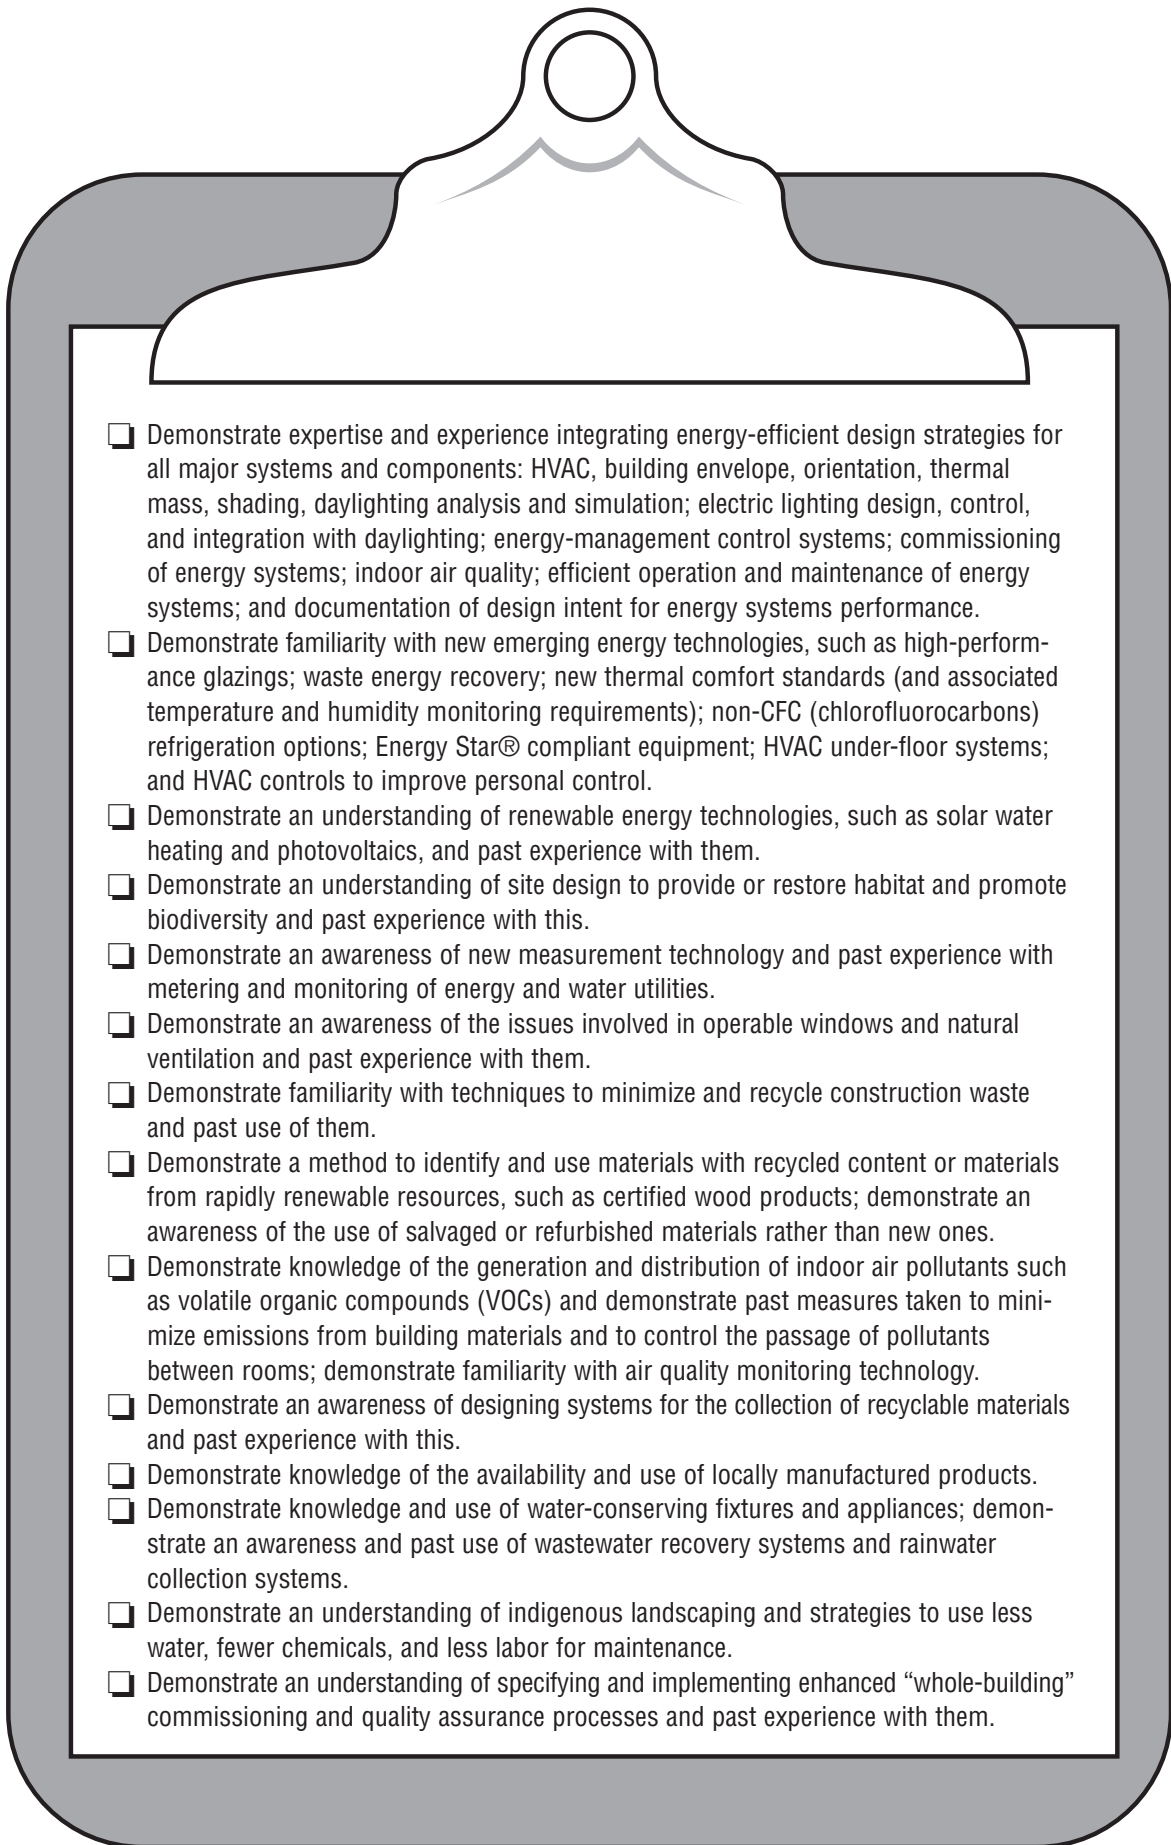 ❏ Demonstrate expertise and experience integrating energy-efficient design strategies for
all major systems and components: HVAC, building envelope, orientation, thermal
mass, shading, daylighting analysis and simulation; electric lighting design, control,
and integration with daylighting; energy-management control systems; commissioning
of energy systems; indoor air quality; efficient operation and maintenance of energy
systems; and documentation of design intent for energy systems performance.
❏ Demonstrate familiarity with new emerging energy technologies, such as high-perform-
ance glazings; waste energy recovery; new thermal comfort standards (and associated
temperature and humidity monitoring requirements); non-CFC (chlorofluorocarbons)
refrigeration options; Energy Star® compliant equipment; HVAC under-floor systems;
and HVAC controls to improve personal control.
❏ Demonstrate an understanding of renewable energy technologies, such as solar water
heating and photovoltaics, and past experience with them.
❏ Demonstrate an understanding of site design to provide or restore habitat and promote
biodiversity and past experience with this.
❏ Demonstrate an awareness of new measurement technology and past experience with
metering and monitoring of energy and water utilities.
❏ Demonstrate an awareness of the issues involved in operable windows and natural
ventilation and past experience with them.
❏ Demonstrate familiarity with techniques to minimize and recycle construction waste
and past use of them.
❏ Demonstrate a method to identify and use materials with recycled content or materials
from rapidly renewable resources, such as certified wood products; demonstrate an
awareness of the use of salvaged or refurbished materials rather than new ones.
❏ Demonstrate knowledge of the generation and distribution of indoor air pollutants such
as volatile organic compounds (VOCs) and demonstrate past measures taken to mini-
mize emissions from building materials and to control the passage of pollutants
between rooms; demonstrate familiarity with air quality monitoring technology.
❏ Demonstrate an awareness of designing systems for the collection of recyclable materials
and past experience with this.
❏ Demonstrate knowledge of the availability and use of locally manufactured products.
❏ Demonstrate knowledge and use of water-conserving fixtures and appliances; demon-
strate an awareness and past use of wastewater recovery systems and rainwater
collection systems.
❏ Demonstrate an understanding of indigenous landscaping and strategies to use less
water, fewer chemicals, and less labor for maintenance.
❏ Demonstrate an understanding of specifying and implementing enhanced “whole-building”
commissioning and quality assurance processes and past experience with them.